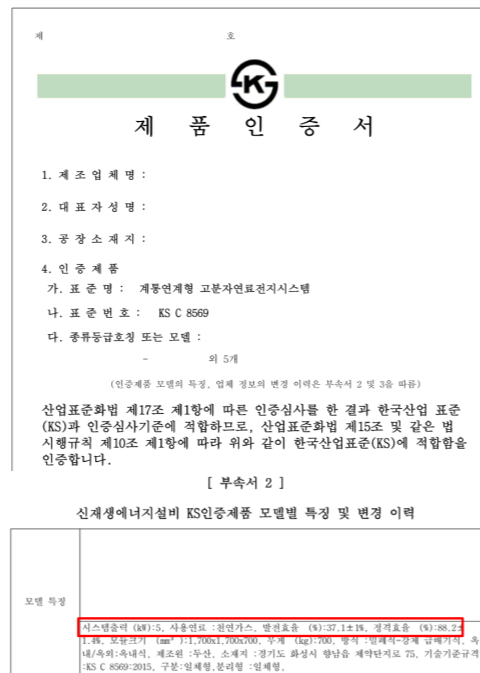 제 호
제 품 인 증 서
1. 제 조 업 체 명 :
2. 대 표 자 성 명 :
3. 공 장 소 재 지 :
4. 인 증 제 품
가. 표 준 명 : 계통연계형 고분자연료전지시스템
나. 표 준 번 호 : KS C 8569
다. 종류등급호칭 또는 모델 :
- 외 5개
(인증제품 모델의 특징, 업체 정보의 변경 이력은 부속서 2 및 3을 따름)
산업표준화법 제17조 제1항에 따른 인증심사를 한 결과 한국산업 표준
(KS)과 인증심사기준에 적합하므로, 산업표준화법 제15조 및 같은 법
시행규칙 제10조 제1항에 따라 위와 같이 한국산업표준(KS)에 적합함을
인증합니다.
[ 부속서 2 ]
신재생에너지설비 KS인증제품 모델별 특징 및 변경 이력
모델 특징
시스템출력 (kW):5, 사용연료 :천연가스, 발전효율 (%):37.1±1%, 정격효율 (%):88.2±
1.4%, 모듈크기 (mm³):1,700x1,700x700, 무게 (kg):700, 방식 :밀폐식-강제 급배기식, 옥
내/옥외:옥내식, 제조원 :두산, 소재지 :경기도 화성시 향남읍 제약단지로 75, 기술기준규격
:KS C 8569:2015, 구분:일체형,분리형 :일체형,